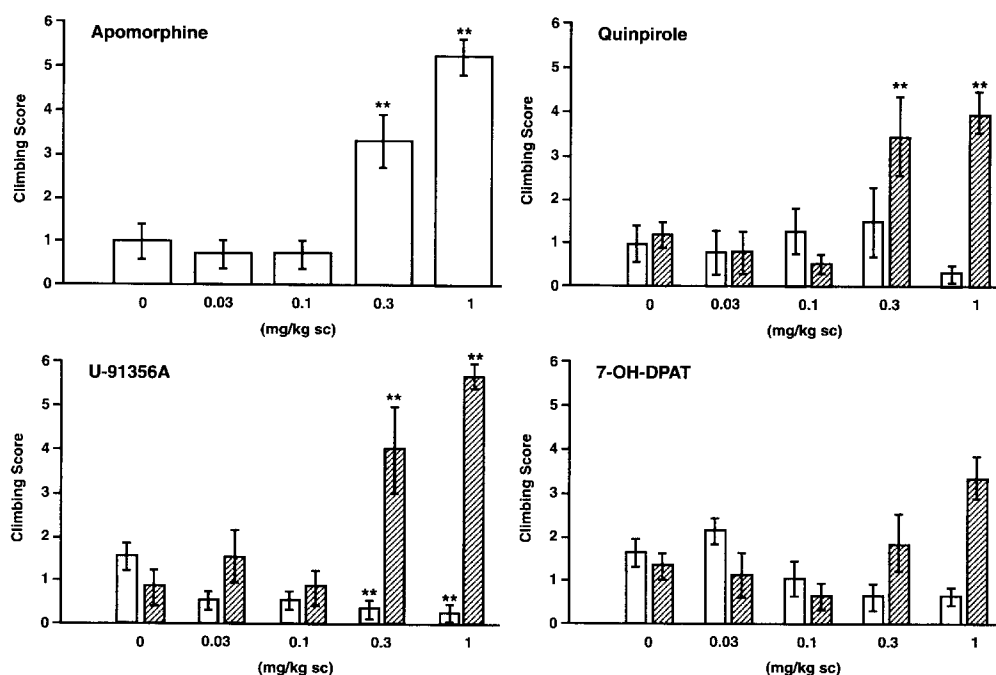 Apomorphine
Climbing Score
6
5
4
3
2
1
0
**
**
0 0.03 0.1 0.3 1
(mg/kg sc)
Quinpirole
Climbing Score
6
5
4
3
2
1
0
**
**
0 0.03 0.1 0.3 1
(mg/kg sc)
U-91356A
Climbing Score
6
5
4
3
2
1
0
**
**
**
**
0 0.03 0.1 0.3 1
(mg/kg sc)
7-OH-DPAT
Climbing Score
6
5
4
3
2
1
0
0 0.03 0.1 0.3 1
(mg/kg sc)